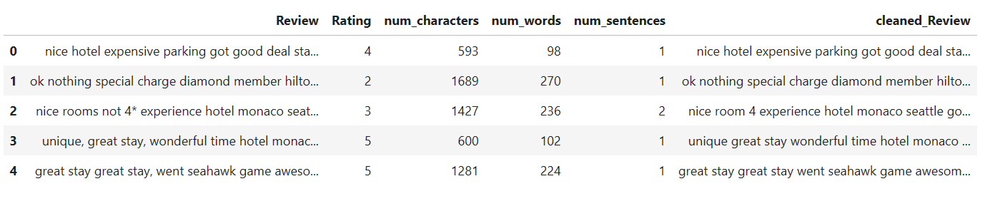 Review Rating num_characters num_words num_sentences cleaned_Review
0 nice hotel expensive parking got good deal sta... 4 593 98 1 nice hotel expensive parking got good deal sta...
1 ok nothing special charge diamond member hilto... 2 1689 270 1 ok nothing special charge diamond member hilto...
2 nice rooms not 4* experience hotel monaco seat... 3 1427 236 2 nice room 4 experience hotel monaco seattle go...
3 unique, great stay, wonderful time hotel monac... 5 600 102 1 unique great stay wonderful time hotel monaco ...
4 great stay great stay, went seahawk game aweso... 5 1281 224 1 great stay great stay went seahawk game awesom...